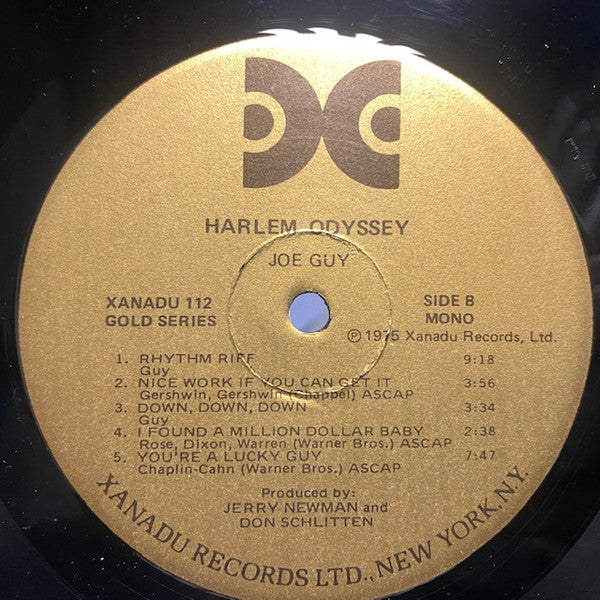 HARLEM ODYSSEY
JOE GUY
XANADU 112
GOLD SERIES
SIDE B
MONO
℗ 1975 Xanadu Records, Ltd.
1. RHYTHM RIFF 9:18
Guy
2. NICE WORK IF YOU CAN GET IT 3:56
Gershwin, Gershwin (Chappel) ASCAP
3. DOWN, DOWN, DOWN 3:34
Guy
4. I FOUND A MILLION DOLLAR BABY 2:38
Rose, Dixon, Warren (Warner Bros.) ASCAP
5. YOU'RE A LUCKY GUY 7:47
Chaplin-Cahn (Warner Bros.) ASCAP
Produced by:
JERRY NEWMAN and
DON SCHLITTEN
XANADU RECORDS LTD., NEW YORK, N.Y.